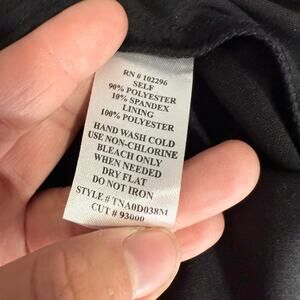 RN # 102296
SELF
90% POLYESTER
10% SPANDEX
LINING
100% POLYESTER
HAND WASH COLD
USE NON-CHLORINE
BLEACH ONLY
WHEN NEEDED
DRY FLAT
DO NOT IRON
STYLE # TNA0D038M
CUT # 93000